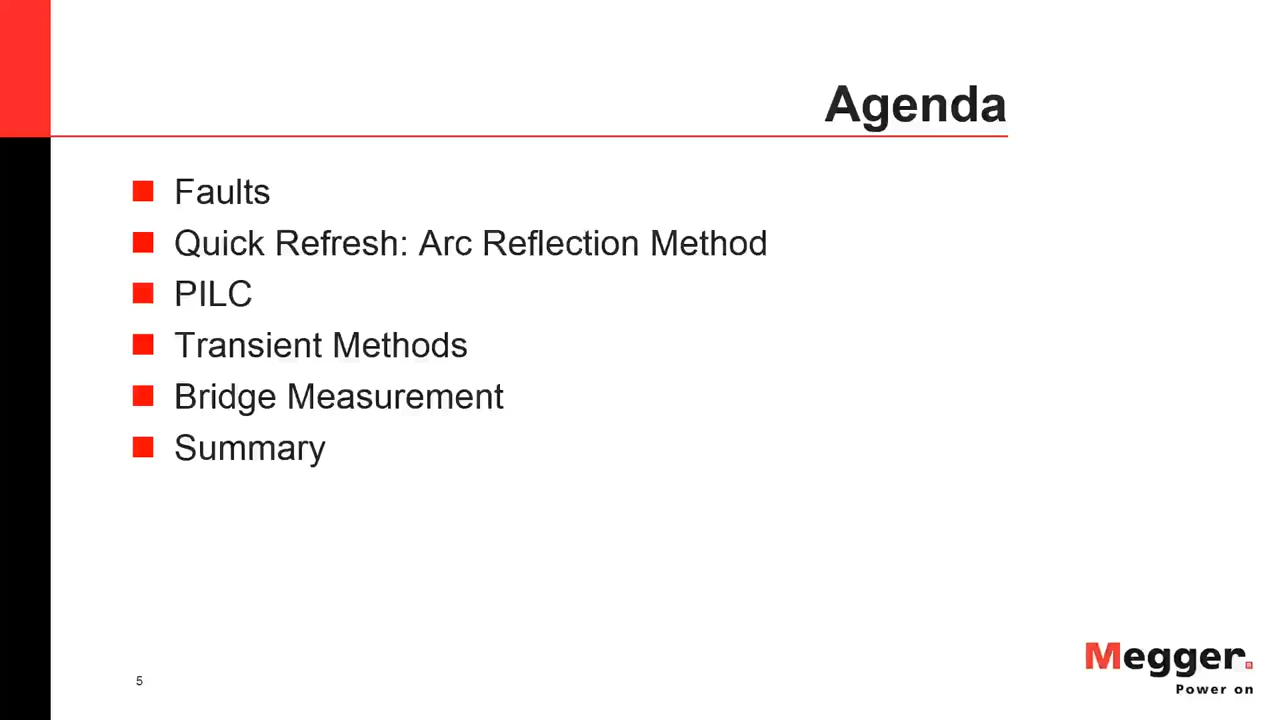 Agenda
Faults
Quick Refresh: Arc Reflection Method
PILC
Transient Methods
Bridge Measurement
Summary
5
Megger.
Power on